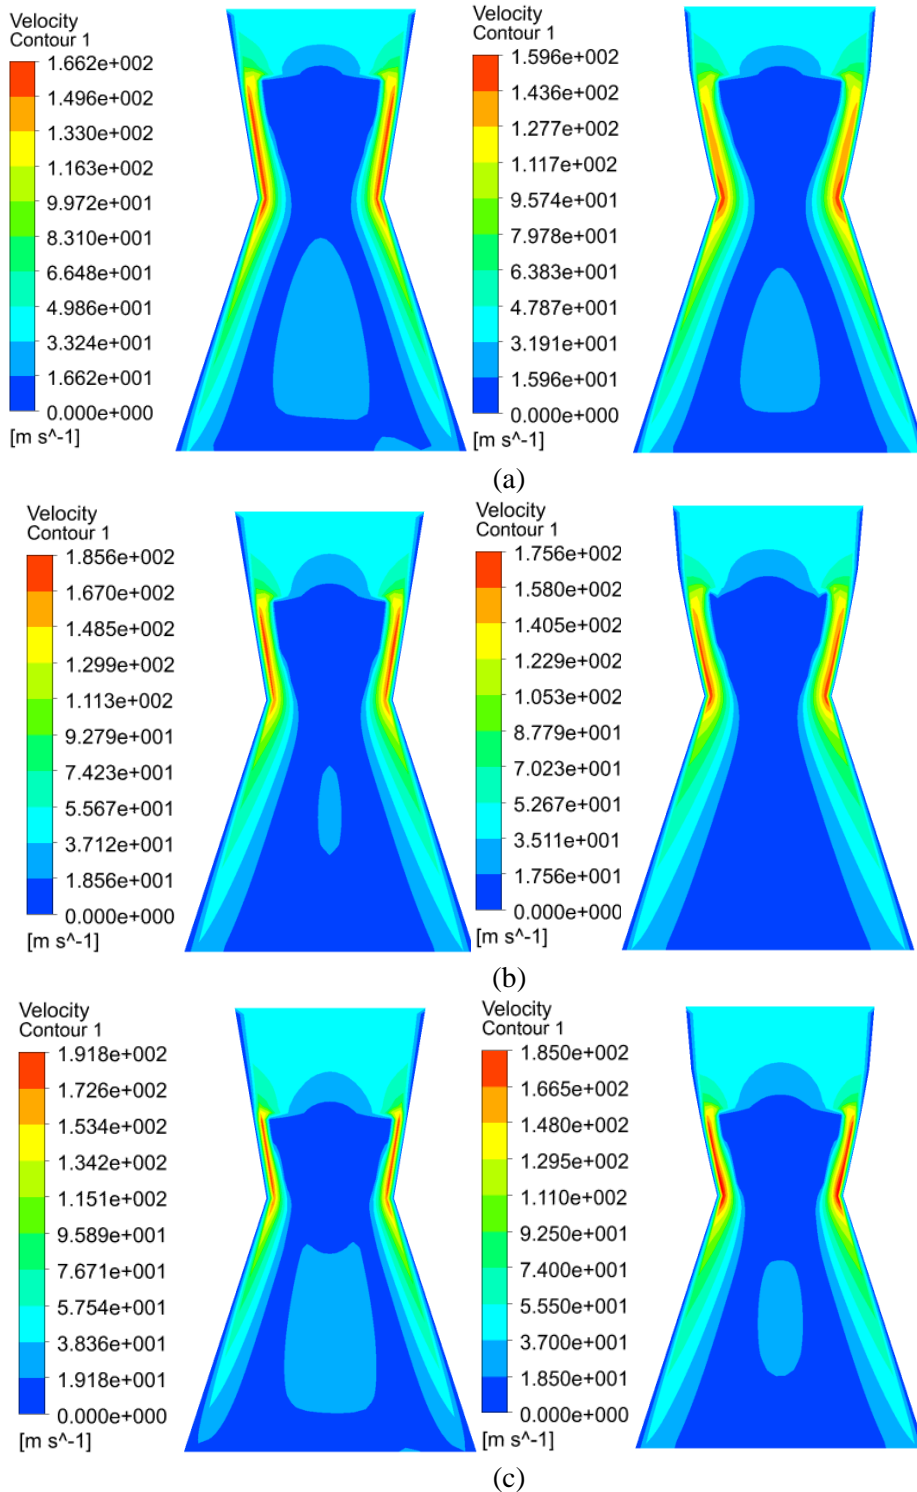 Velocity
Contour 1
1.662e+002
1.496e+002
1.330e+002
1.163e+002
9.972e+001
8.310e+001
6.648e+001
4.986e+001
3.324e+001
1.662e+001
0.000e+000
[m s^-1]
Velocity
Contour 1
1.596e+002
1.436e+002
1.277e+002
1.117e+002
9.574e+001
7.978e+001
6.383e+001
4.787e+001
3.191e+001
1.596e+001
0.000e+000
[m s^-1]
(a)
Velocity
Contour 1
1.856e+002
1.670e+002
1.485e+002
1.299e+002
1.113e+002
9.279e+001
7.423e+001
5.567e+001
3.712e+001
1.856e+001
0.000e+000
[m s^-1]
Velocity
Contour 1
1.756e+002
1.580e+002
1.405e+002
1.229e+002
1.053e+002
8.779e+001
7.023e+001
5.267e+001
3.511e+001
1.756e+001
0.000e+000
[m s^-1]
(b)
Velocity
Contour 1
1.918e+002
1.726e+002
1.534e+002
1.342e+002
1.151e+002
9.589e+001
7.671e+001
5.754e+001
3.836e+001
1.918e+001
0.000e+000
[m s^-1]
Velocity
Contour 1
1.850e+002
1.665e+002
1.480e+002
1.295e+002
1.110e+002
9.250e+001
7.400e+001
5.550e+001
3.700e+001
1.850e+001
0.000e+000
[m s^-1]
(c)